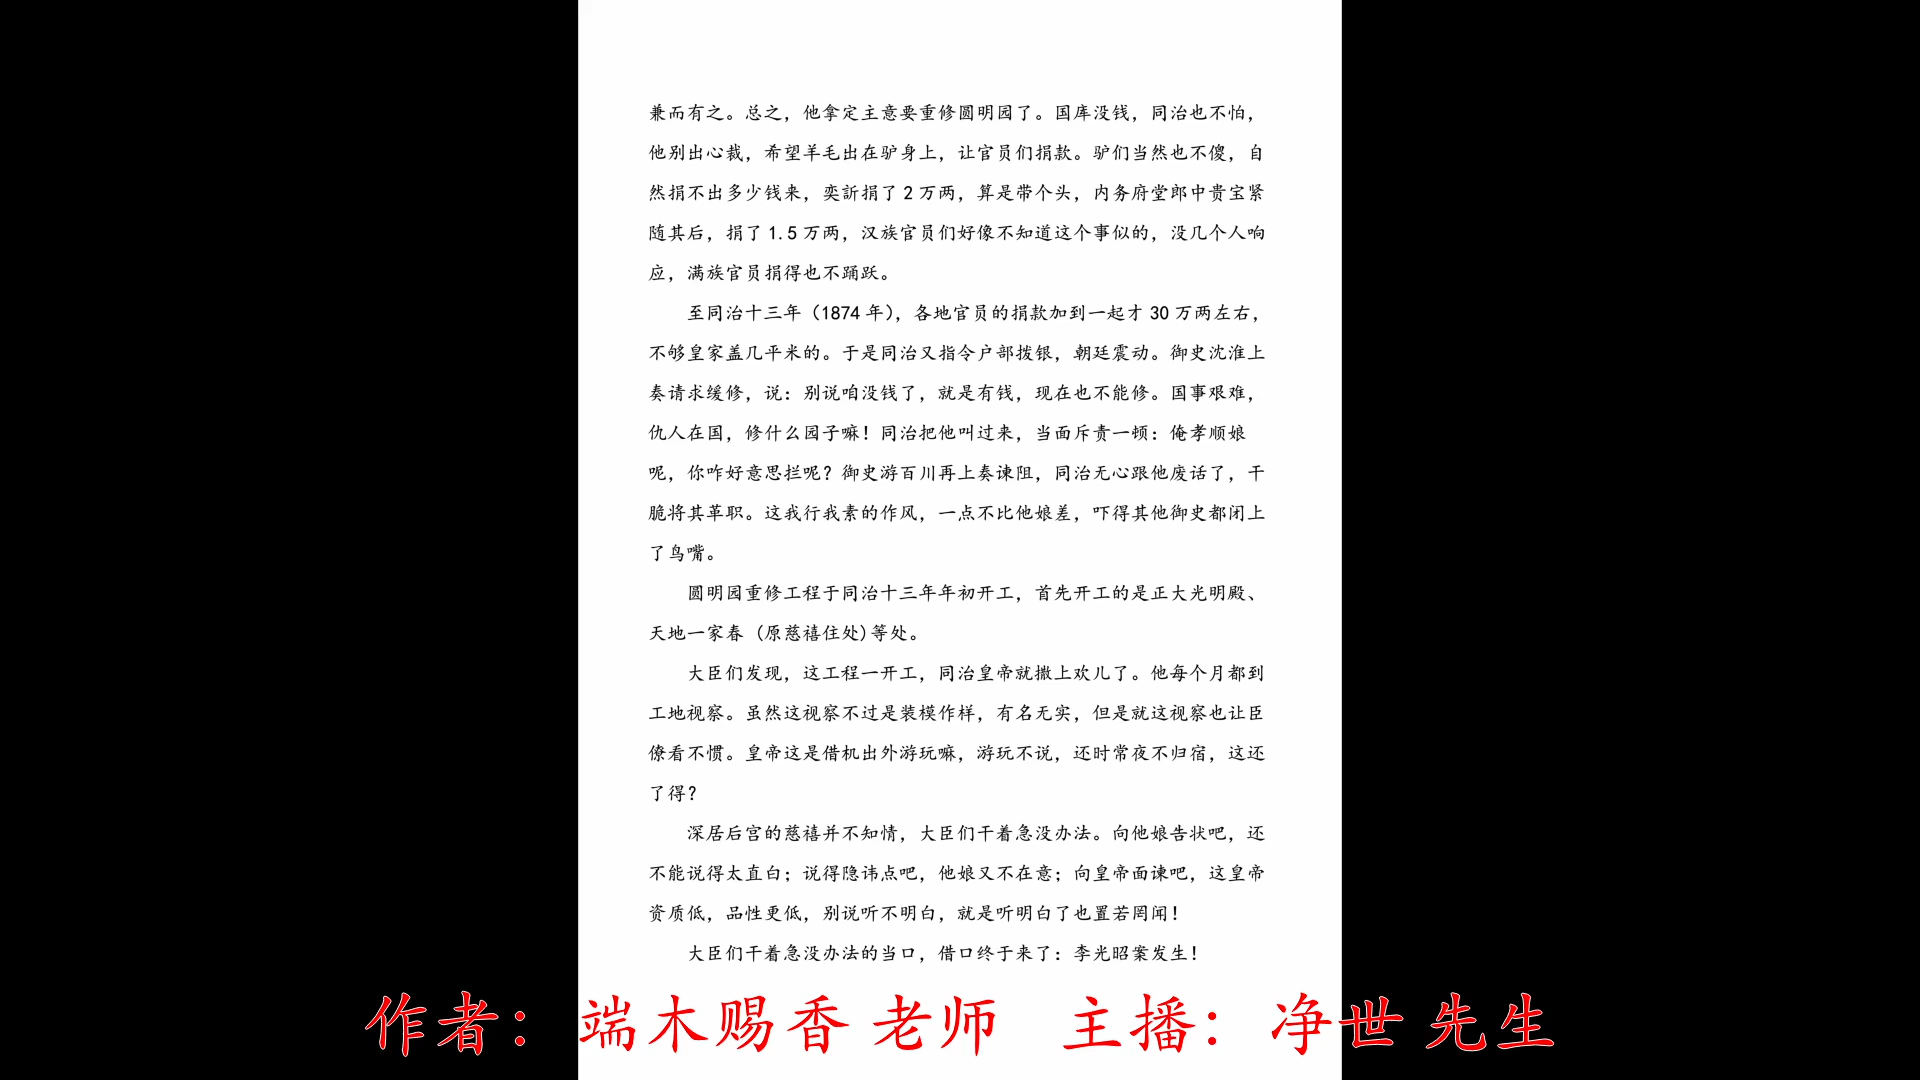 兼而有之。总之，他拿定主意要重修圆明园了。国库没钱，同治也不怕，
他别出心裁，希望羊毛出在驴身上，让官员们捐款。驴们当然也不傻，自
然捐不出多少钱来，奕訢捐了2万两，算是带个头，内务府堂郎中贵宝紧
随其后，捐了1.5万两，汉族官员们好像不知道这个事似的，没几个人响
应，满族官员捐得也不踊跃。
至同治十三年（1874年），各地官员的捐款加到一起才30万两左右，
不够皇家盖几平米的。于是同治又指令户部拨银，朝廷震动。御史沈淮上
奏请求缓修，说：别说咱没钱了，就是有钱，现在也不能修。国事艰难，
仇人在国，修什么园子嘛！同治把他叫过来，当面斥责一顿：俺孝顺娘
呢，你咋好意思拦呢？御史游百川再上奏谏阻，同治无心跟他废话了，干
脆将其革职。这我行我素的作风，一点不比他娘差，吓得其他御史都闭上
了鸟嘴。
圆明园重修工程于同治十三年年初开工，首先开工的是正大光明殿、
天地一家春（原慈禧住处)等处。
大臣们发现，这工程一开工，同治皇帝就撒上欢儿了。他每个月都到
工地视察。虽然这视察不过是装模作样，有名无实，但是就这视察也让臣
僚看不惯。皇帝这是借机出外游玩嘛，游玩不说，还时常夜不归宿，这还
了得？
深居后宫的慈禧并不知情，大臣们干着急没办法。向他娘告状吧，还
不能说得太直白；说得隐讳点吧，他娘又不在意；向皇帝面谏吧，这皇帝
资质低，品性更低，别说听不明白，就是听明白了也置若罔闻！
大臣们干着急没办法的当口，借口终于来了：李光昭案发生！
作者：端木赐香老师 主播：净世先生